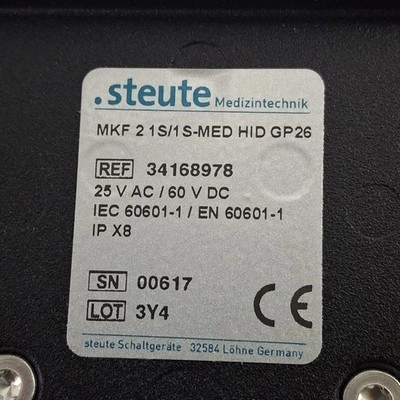 .steute Medizintechnik
MKF 2 1S/1S-MED HID GP26
REF 34168978
25 V AC / 60 V DC
IEC 60601-1 / EN 60601-1
IP X8
SN 00617
LOT 3Y4
CE
steute Schaltgeräte 32584 Löhne Germany